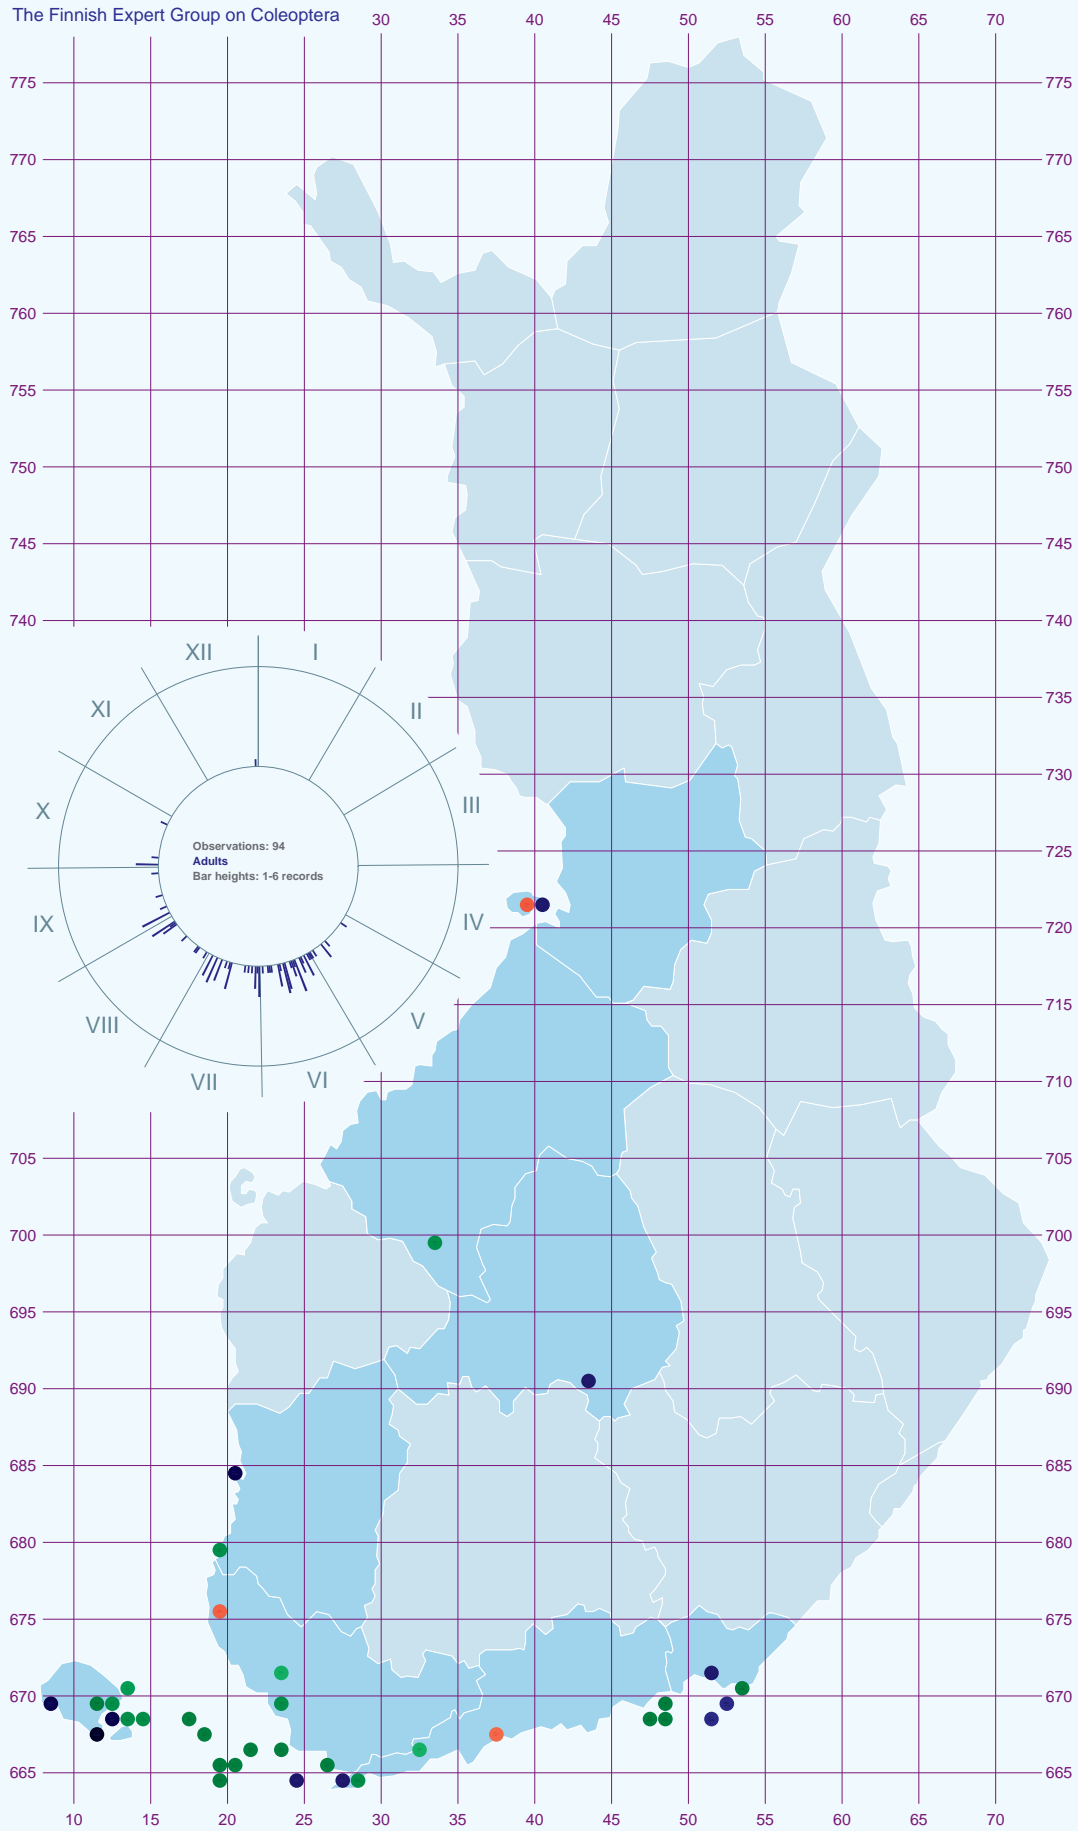 The Finnish Expert Group on Coleoptera 30 35 40 45 50 55 60 65 70
775 775
770 770
765 765
760 760
755 755
750 750
745 745
740 740
XII I
XI II
735
730
X III
Observations: 94
Adults
Bar heights: 1-6 records
725 725
IX IV
720 720
715 715
VIII V
VII VI
710 710
705 705
700 700
695 695
690 690
685 685
680 680
675 675
670 670
665 665
10 15 20 25 30 35 40 45 50 55 60 65 70